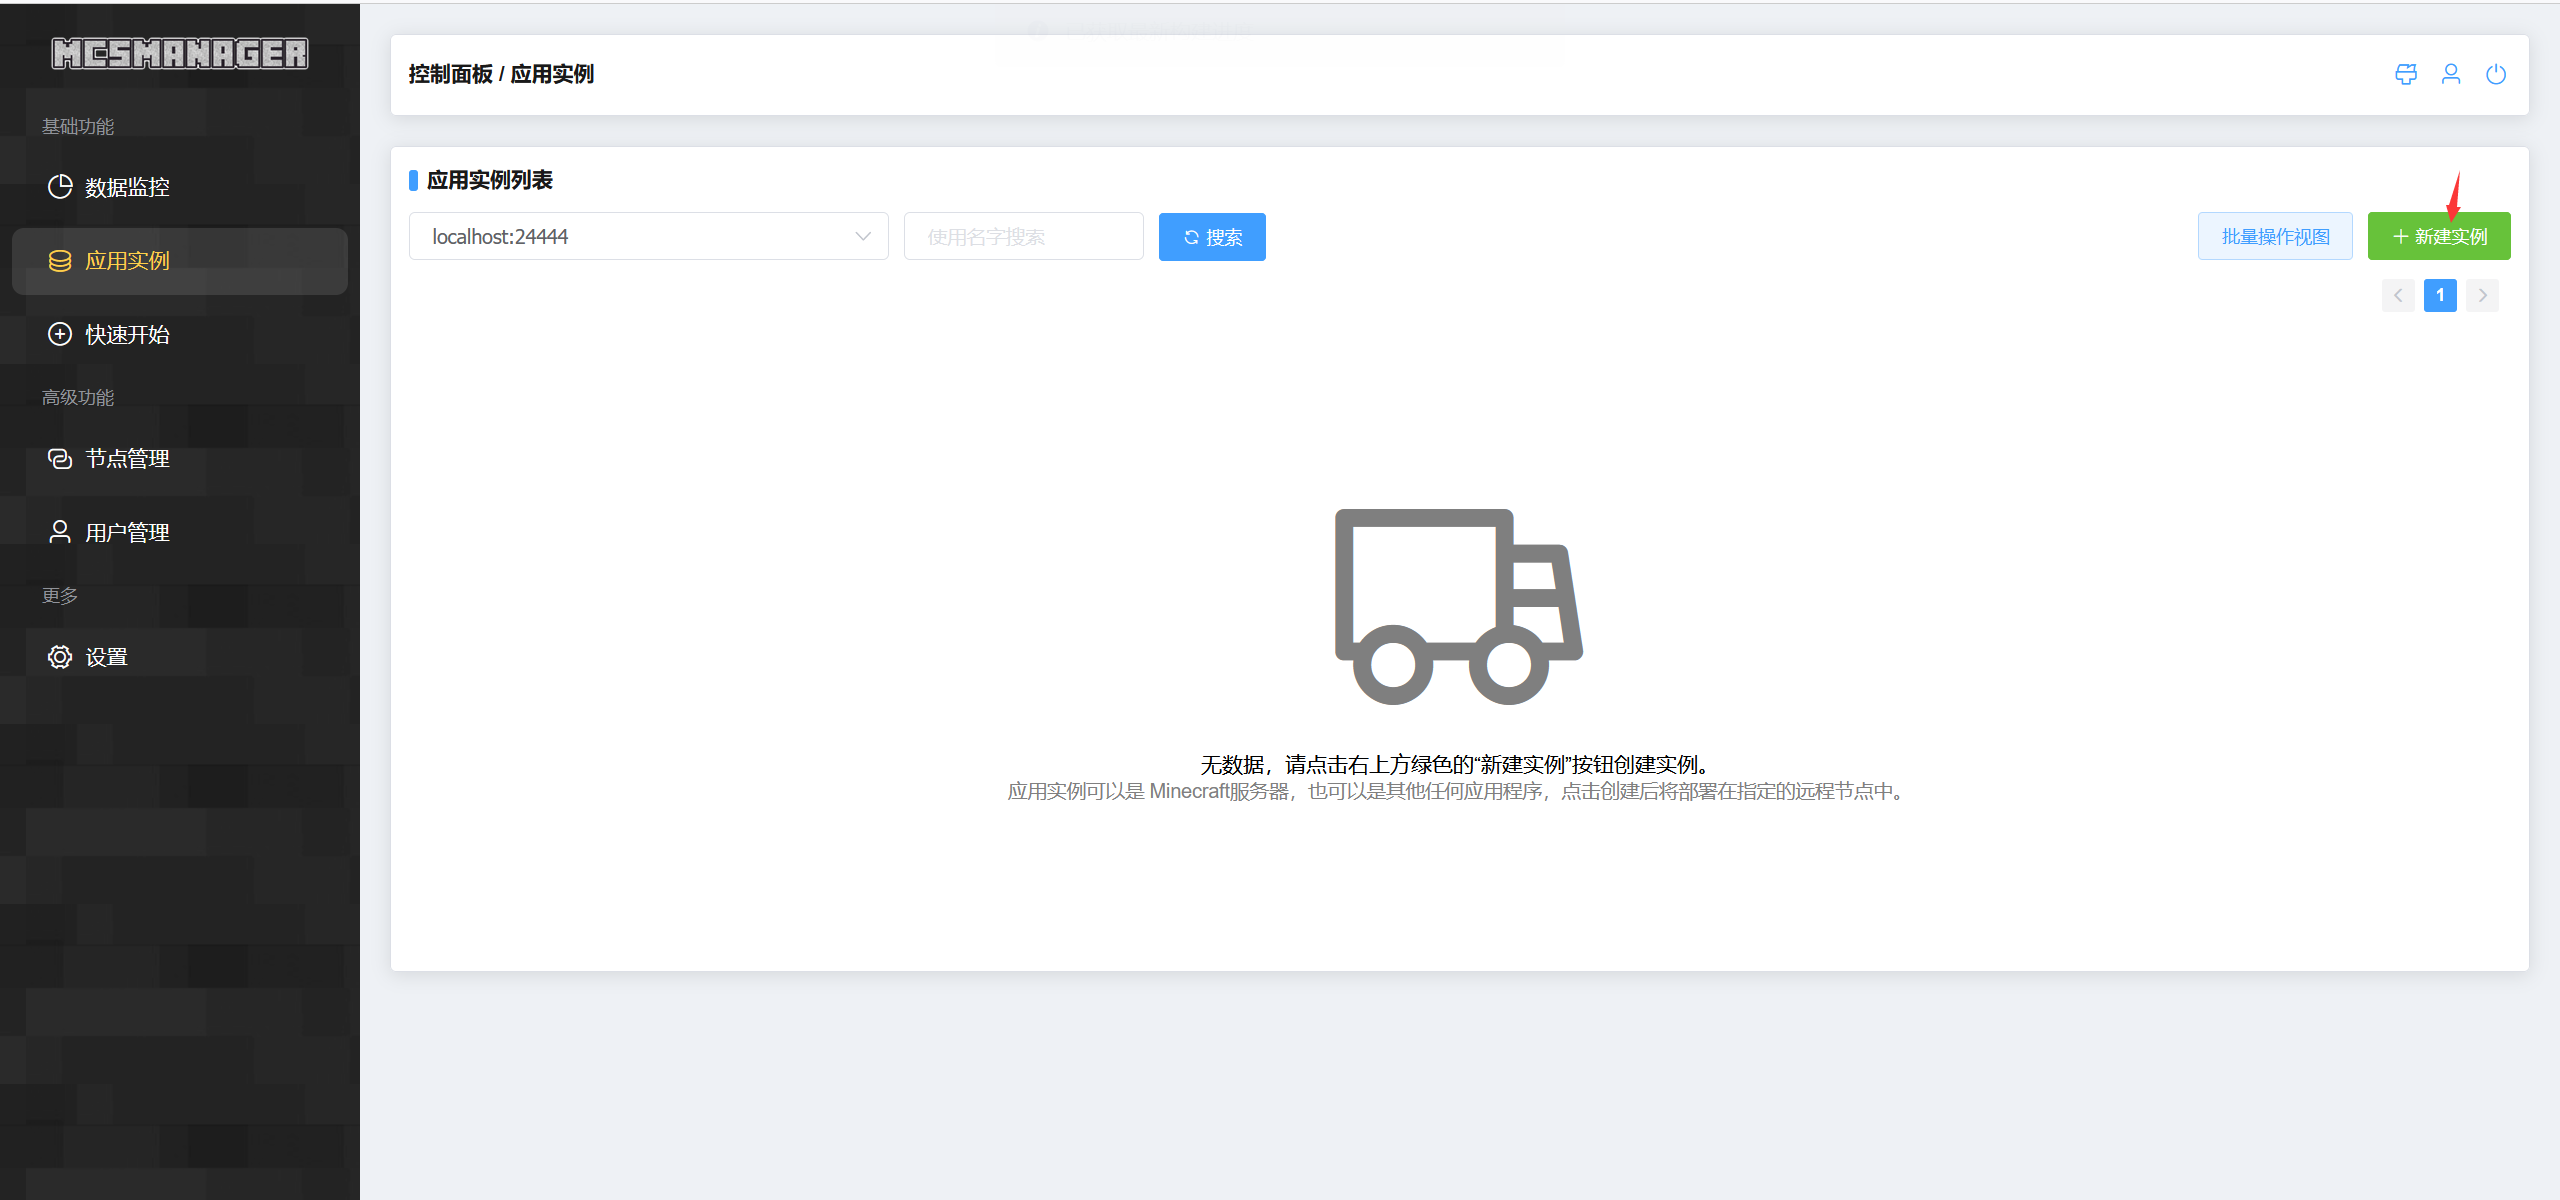 MCSMANAGER
基础功能
数据监控
应用实例
快速开始
高级功能
节点管理
用户管理
更多
设置
控制面板 / 应用实例
应用实例列表
localhost:24444
使用名字搜索
搜索
批量操作视图
新建实例
1
无数据，请点击右上方绿色的“新建实例”按钮创建实例。
应用实例可以是 Minecraft服务器，也可以是其他任何应用程序，点击创建后将部署在指定的远程节点中。